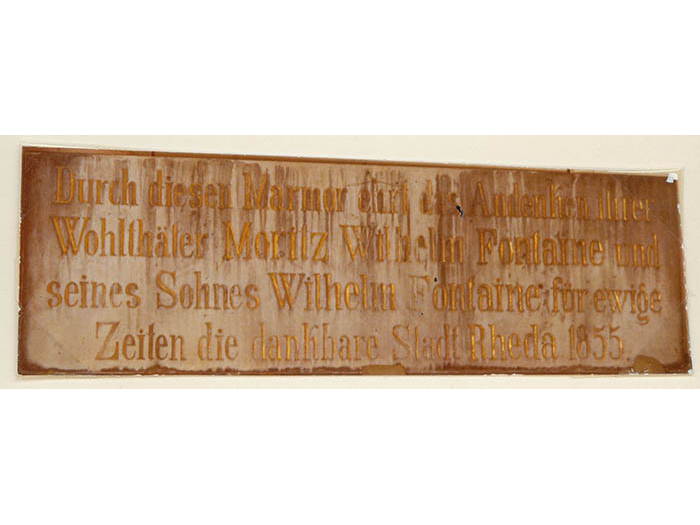 Durch diesen Marmor ehrt das Andenken Ihrer
Wohlthäter Moritz Wilhelm Fontaine und
seines Sohnes Wilhelm Fontaine für ewige
Zeiten die dankbare Stadt Rheda 1855.